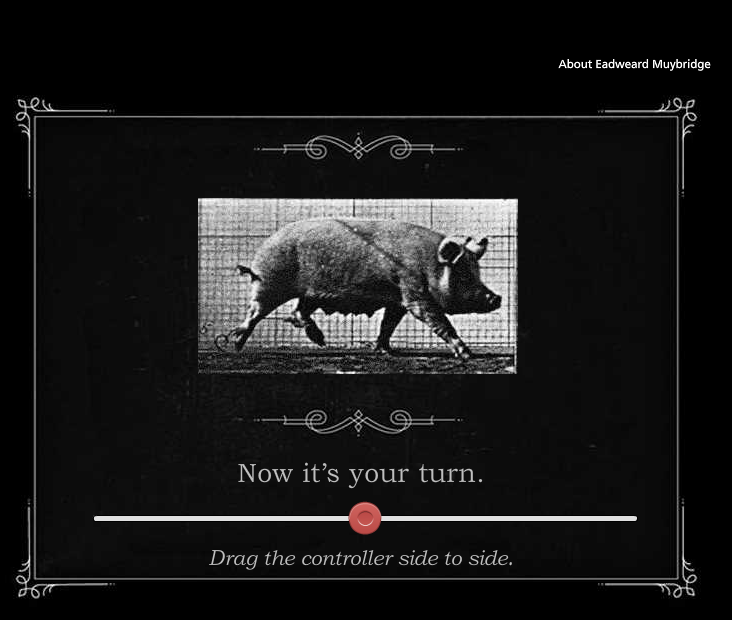 About Eadweard Muybridge
Now it's your turn.
Drag the controller side to side.